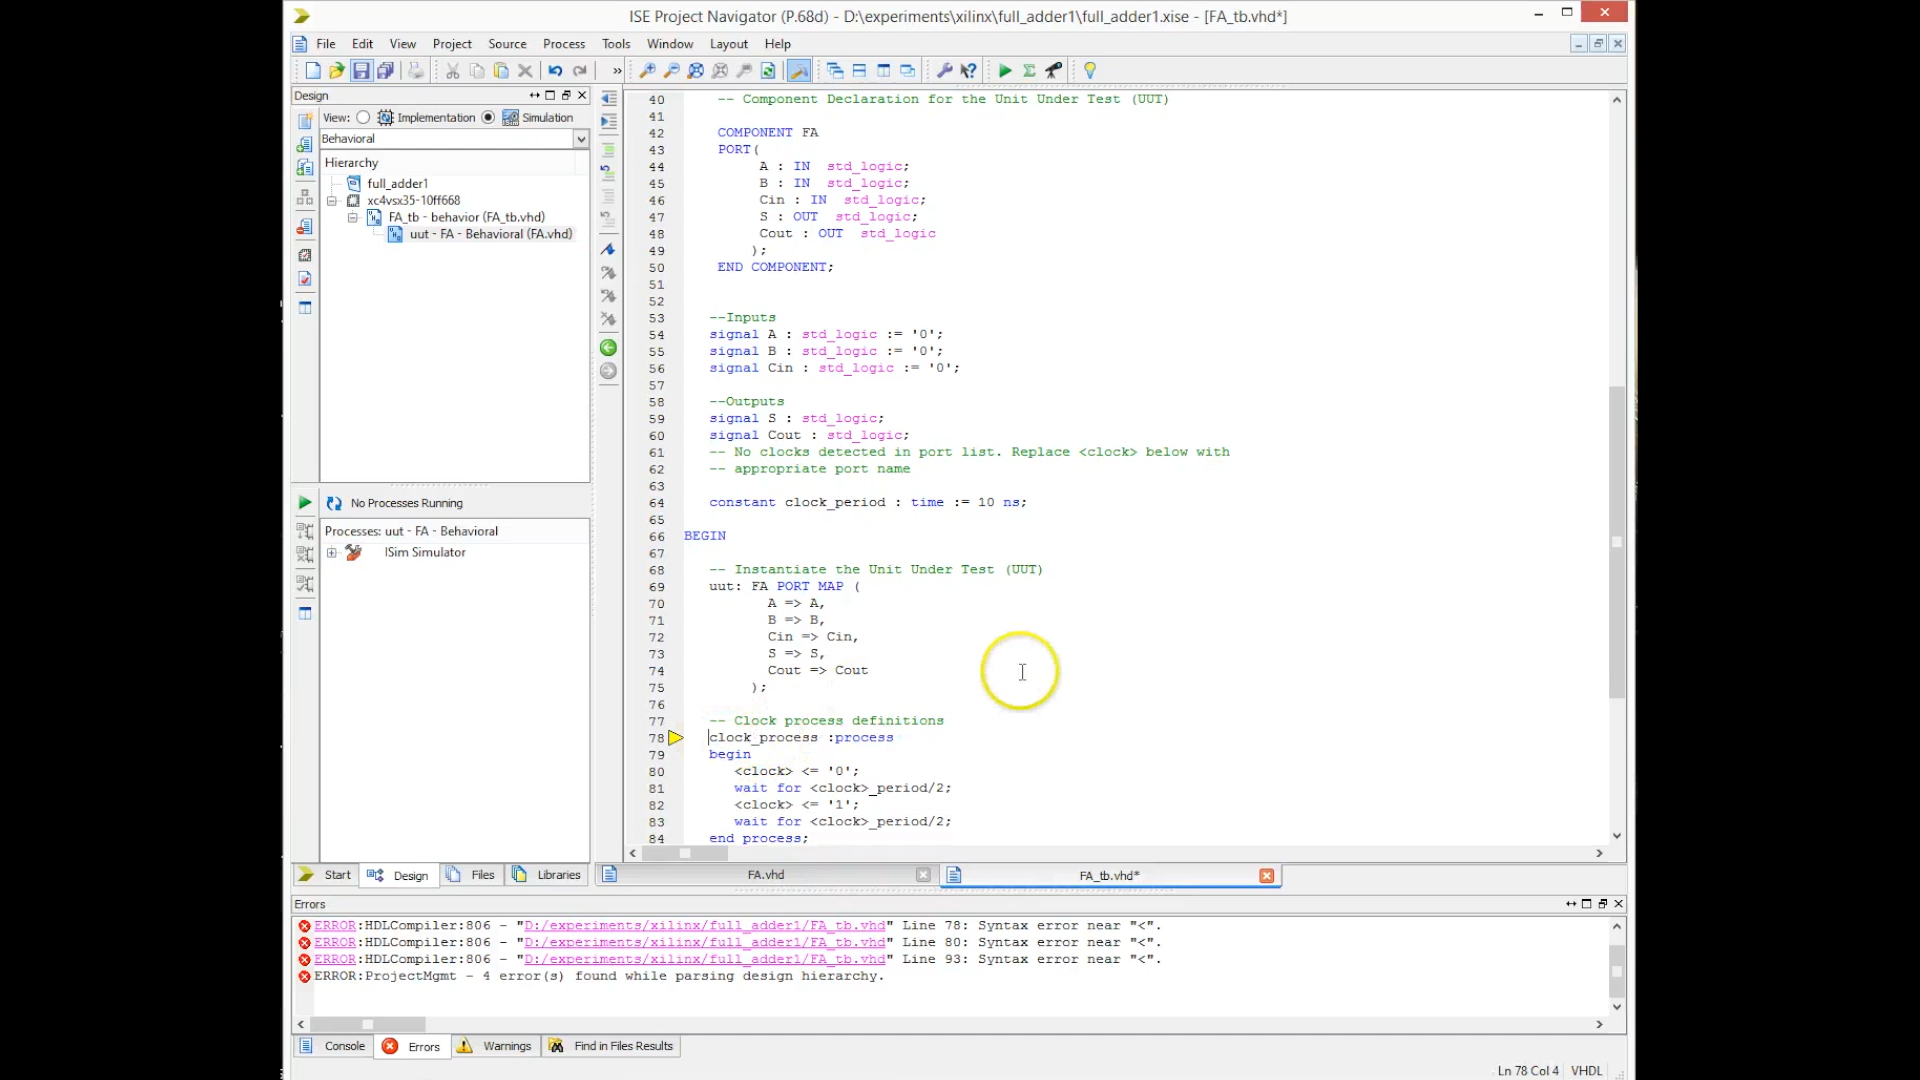 ISE Project Navigator (P.68d) - D:\experiments\xilinx\full_adder1\full_adder1.xise - [FA_tb.vhd*]
File Edit View Project Source Process Tools Window Layout Help
Design
View: Implementation Simulation
Behavioral
Hierarchy
full_adder1
xc4vsx35-10ff668
FA_tb - behavior (FA_tb.vhd)
uut - FA - Behavioral (FA.vhd)
No Processes Running
Processes: uut - FA - Behavioral
ISim Simulator
Start Design Files Libraries
40 -- Component Declaration for the Unit Under Test (UUT)
41
42 COMPONENT FA
43 PORT(
44 A : IN std_logic;
45 B : IN std_logic;
46 Cin : IN std_logic;
47 S : OUT std_logic;
48 Cout : OUT std_logic
49 );
50 END COMPONENT;
51
52
53 --Inputs
54 signal A : std_logic := '0';
55 signal B : std_logic := '0';
56 signal Cin : std_logic := '0';
57
58 --Outputs
59 signal S : std_logic;
60 signal Cout : std_logic;
61 -- No clocks detected in port list. Replace <clock> below with
62 -- appropriate port name
63
64 constant clock_period : time := 10 ns;
65
66 BEGIN
67
68 -- Instantiate the Unit Under Test (UUT)
69 uut: FA PORT MAP (
70 A => A,
71 B => B,
72 Cin => Cin,
73 S => S,
74 Cout => Cout
75 );
76
77 -- Clock process definitions
78 clock_process :process
79 begin
80 <clock> <= '0';
81 wait for <clock>_period/2;
82 <clock> <= '1';
83 wait for <clock>_period/2;
84 end process;
FA.vhd FA_tb.vhd*
Errors
ERROR:HDLCompiler:806 - "D:/experiments/xilinx/full_adder1/FA_tb.vhd" Line 78: Syntax error near "<".
ERROR:HDLCompiler:806 - "D:/experiments/xilinx/full_adder1/FA_tb.vhd" Line 80: Syntax error near "<".
ERROR:HDLCompiler:806 - "D:/experiments/xilinx/full_adder1/FA_tb.vhd" Line 93: Syntax error near "<".
ERROR:ProjectMgmt - 4 error(s) found while parsing design hierarchy.
Console Errors Warnings Find in Files Results
Ln 78 Col 4 VHDL